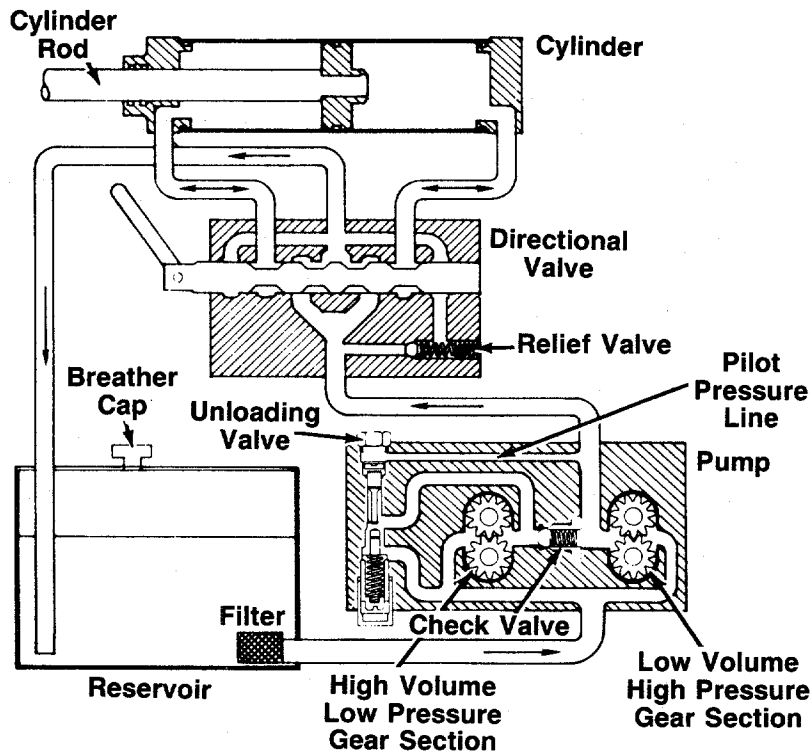 Cylinder
Rod
Cylinder
Directional
Valve
Relief Valve
Pilot
Pressure
Line
Breather
Cap
Unloading
Valve
Pump
Filter
Check Valve
Reservoir
High Volume
Low Pressure
Gear Section
Low Volume
High Pressure
Gear Section